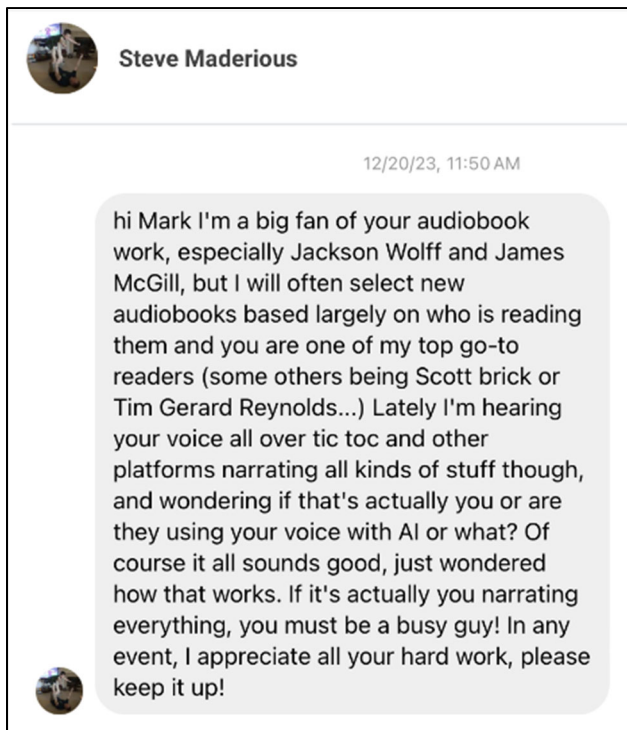 Steve Maderious
12/20/23, 11:50 AM
hi Mark I'm a big fan of your audiobook
work, especially Jackson Wolff and James
McGill, but I will often select new
audiobooks based largely on who is reading
them and you are one of my top go-to
readers (some others being Scott brick or
Tim Gerard Reynolds...) Lately I'm hearing
your voice all over tic toc and other
platforms narrating all kinds of stuff though,
and wondering if that's actually you or are
they using your voice with AI or what? Of
course it all sounds good, just wondered
how that works. If it's actually you narrating
everything, you must be a busy guy! In any
event, I appreciate all your hard work, please
keep it up!